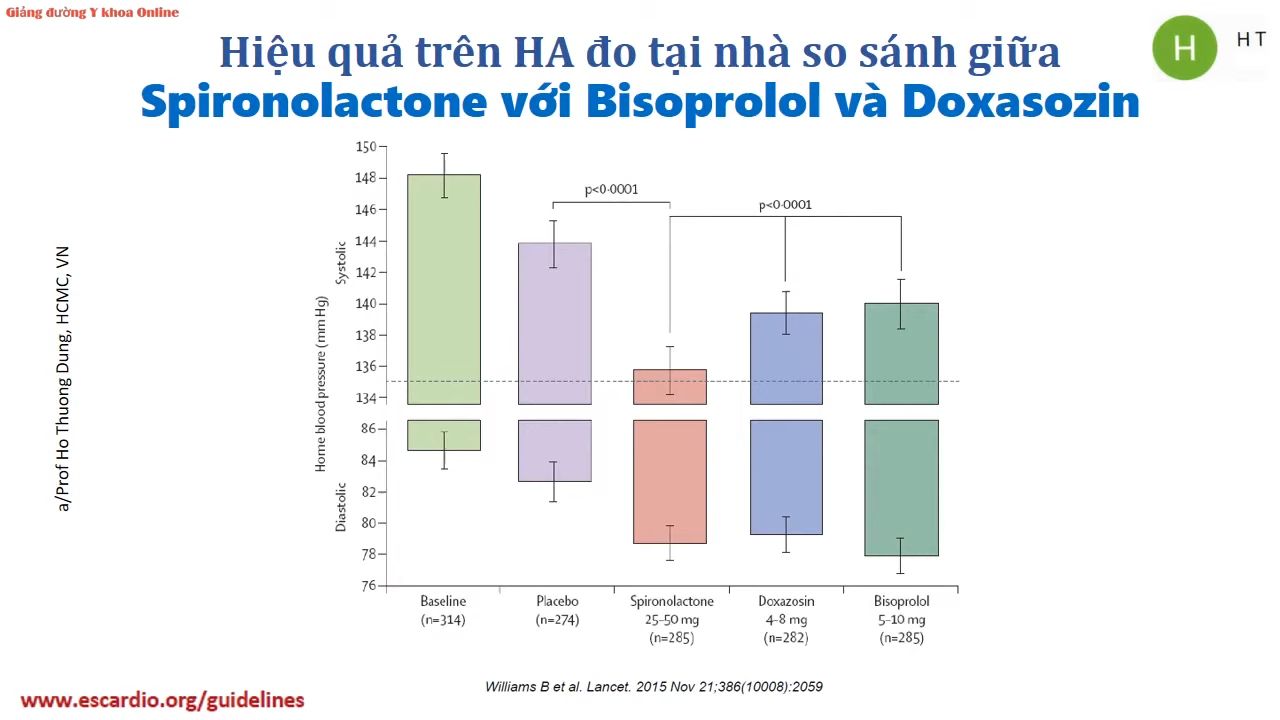 Giảng đường Y khoa Online
Hiệu quả trên HA đo tại nhà so sánh giữa
Spironolactone với Bisoprolol và Doxasozin
H
H T
a/Prof Ho Thuong Dung, HCMC, VN
Home blood pressure (mm Hg)
Systolic
Diastolic
150
148
146
144
142
140
138
136
134
86
84
82
80
78
76
p<0·0001
p<0·0001
Baseline
(n=314)
Placebo
(n=274)
Spironolactone
25–50 mg
(n=285)
Doxazosin
4–8 mg
(n=282)
Bisoprolol
5–10 mg
(n=285)
Williams B et al. Lancet. 2015 Nov 21;386(10008):2059
www.escardio.org/guidelines